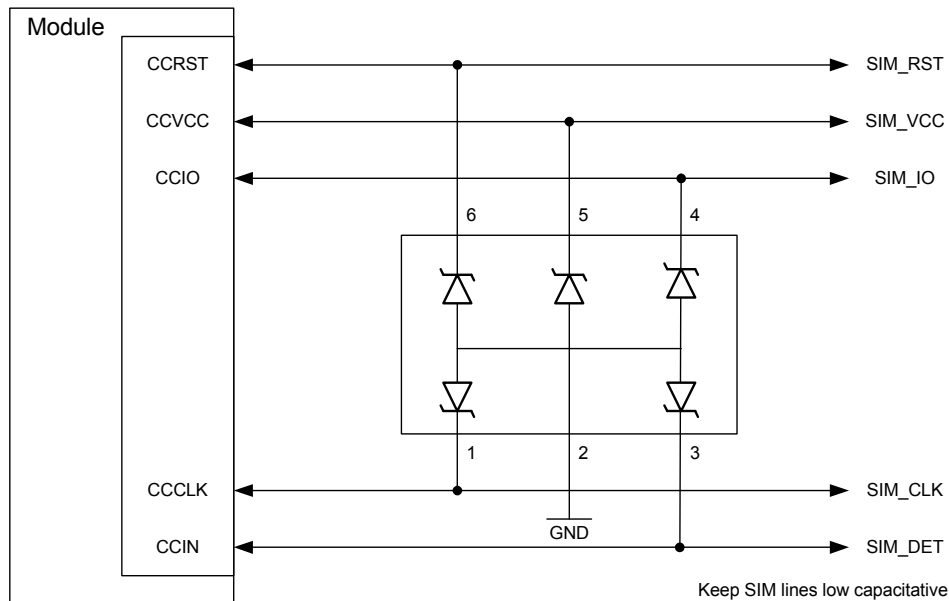 Module
CCRST SIM_RST
CCVCC SIM_VCC
CCIO SIM_IO
6 5 4
1 2 3
CCCLK SIM_CLK
GND
CCIN SIM_DET
Keep SIM lines low capacitative